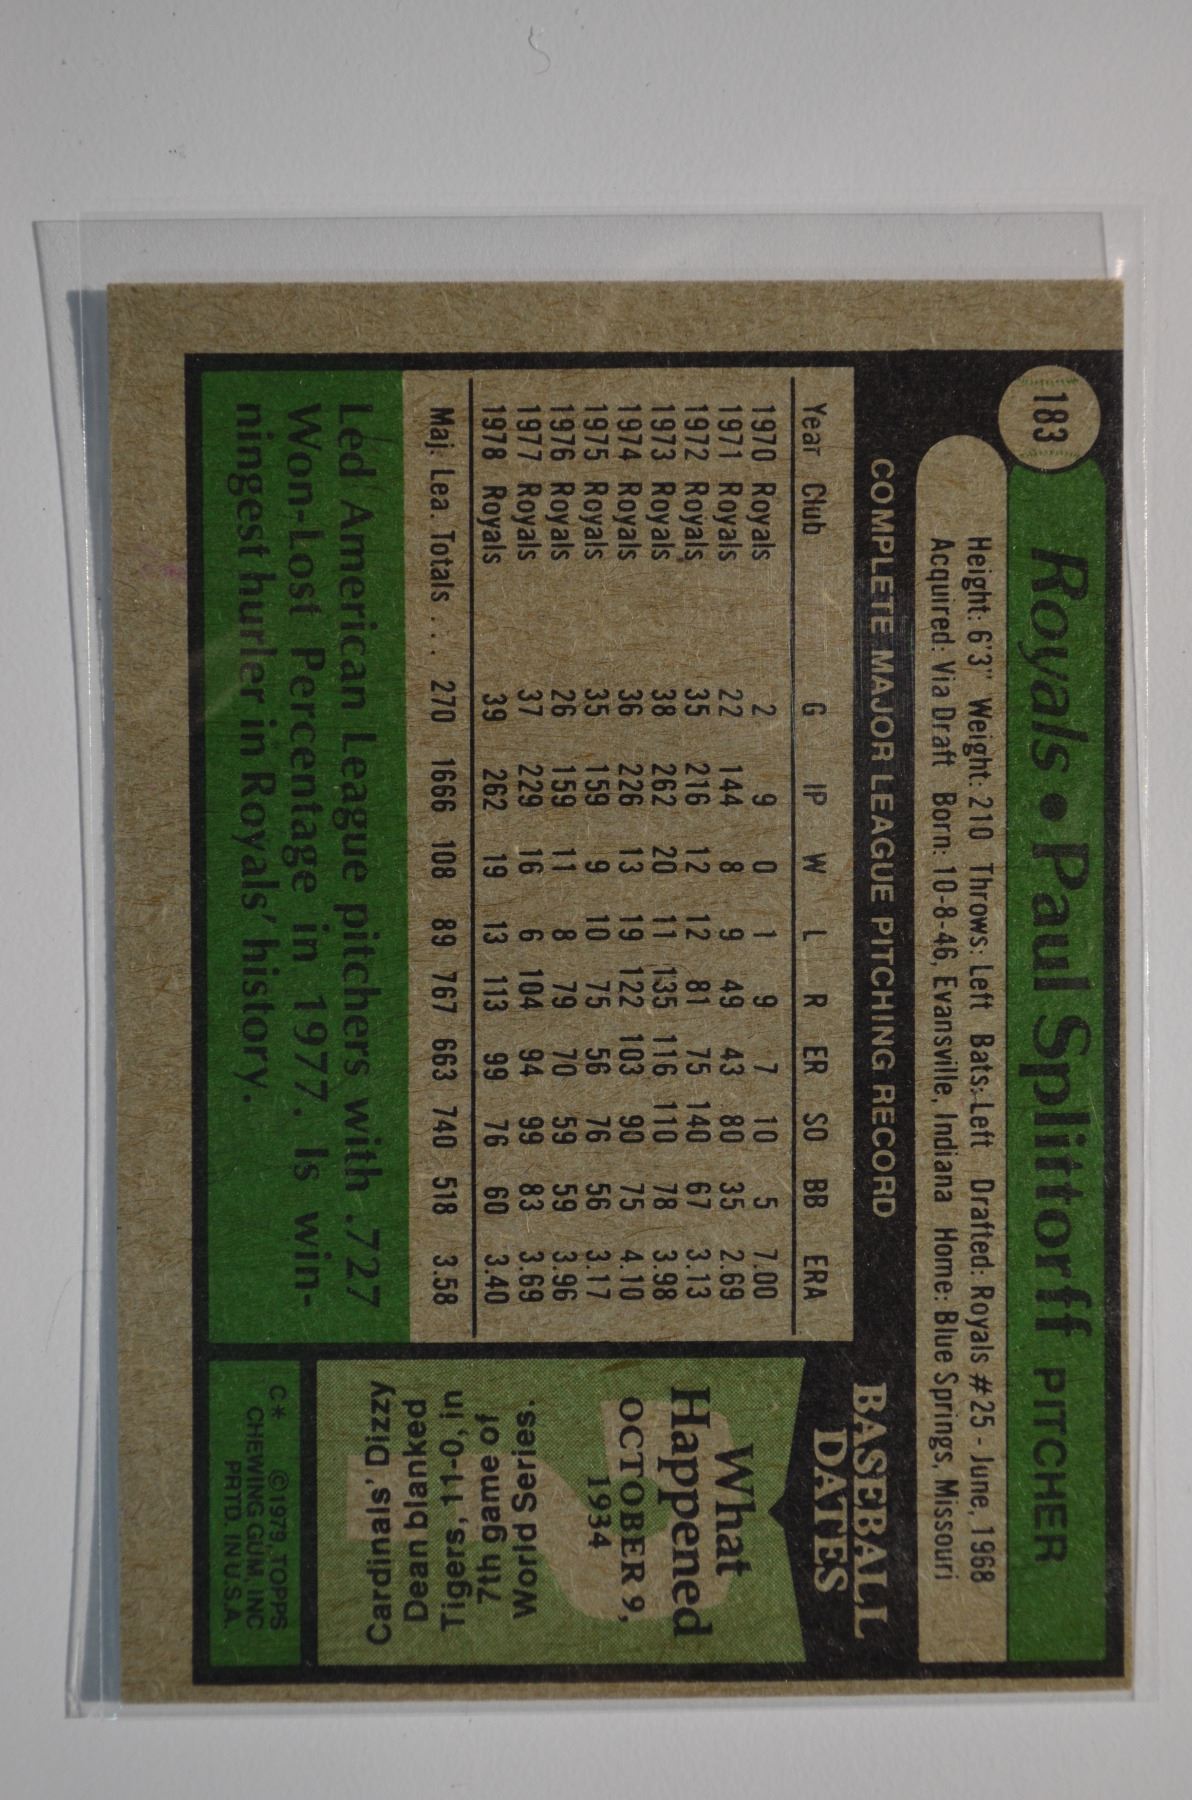 183
Royals • Paul Splittorff PITCHER
Height: 6'3" Weight: 210 Throws: Left Bats: Left Drafted: Royals #25 - June, 1968
Acquired: Via Draft Born: 10-8-46, Evansville, Indiana Home: Blue Springs, Missouri
COMPLETE MAJOR LEAGUE PITCHING RECORD
Year Club G IP W L R ER SO BB ERA
1970 Royals 2 9 0 1 9 7 10 5 7.00
1971 Royals 22 144 8 9 49 43 80 35 2.69
1972 Royals 35 216 12 12 81 75 140 67 3.13
1973 Royals 38 262 20 11 135 116 110 78 3.98
1974 Royals 36 226 13 19 122 103 90 75 4.10
1975 Royals 35 159 9 10 75 56 76 56 3.17
1976 Royals 26 159 11 8 79 70 59 59 3.96
1977 Royals 37 229 16 6 104 94 99 83 3.69
1978 Royals 39 262 19 13 113 99 76 60 3.40
Maj. Lea. Totals . . . 270 1666 108 89 767 663 740 518 3.58
Led American League pitchers with .727
Won-Lost Percentage in 1977. Is win-
ningest hurler in Royals' history.
BASEBALL
DATES
What
Happened
OCTOBER 9,
1934
Cardinals' Dizzy
Dean blanked
Tigers, 11-0, in
7th game of
World Series.
C* © 1979, TOPPS
CHEWING GUM, INC.
PRTD. IN U.S.A.